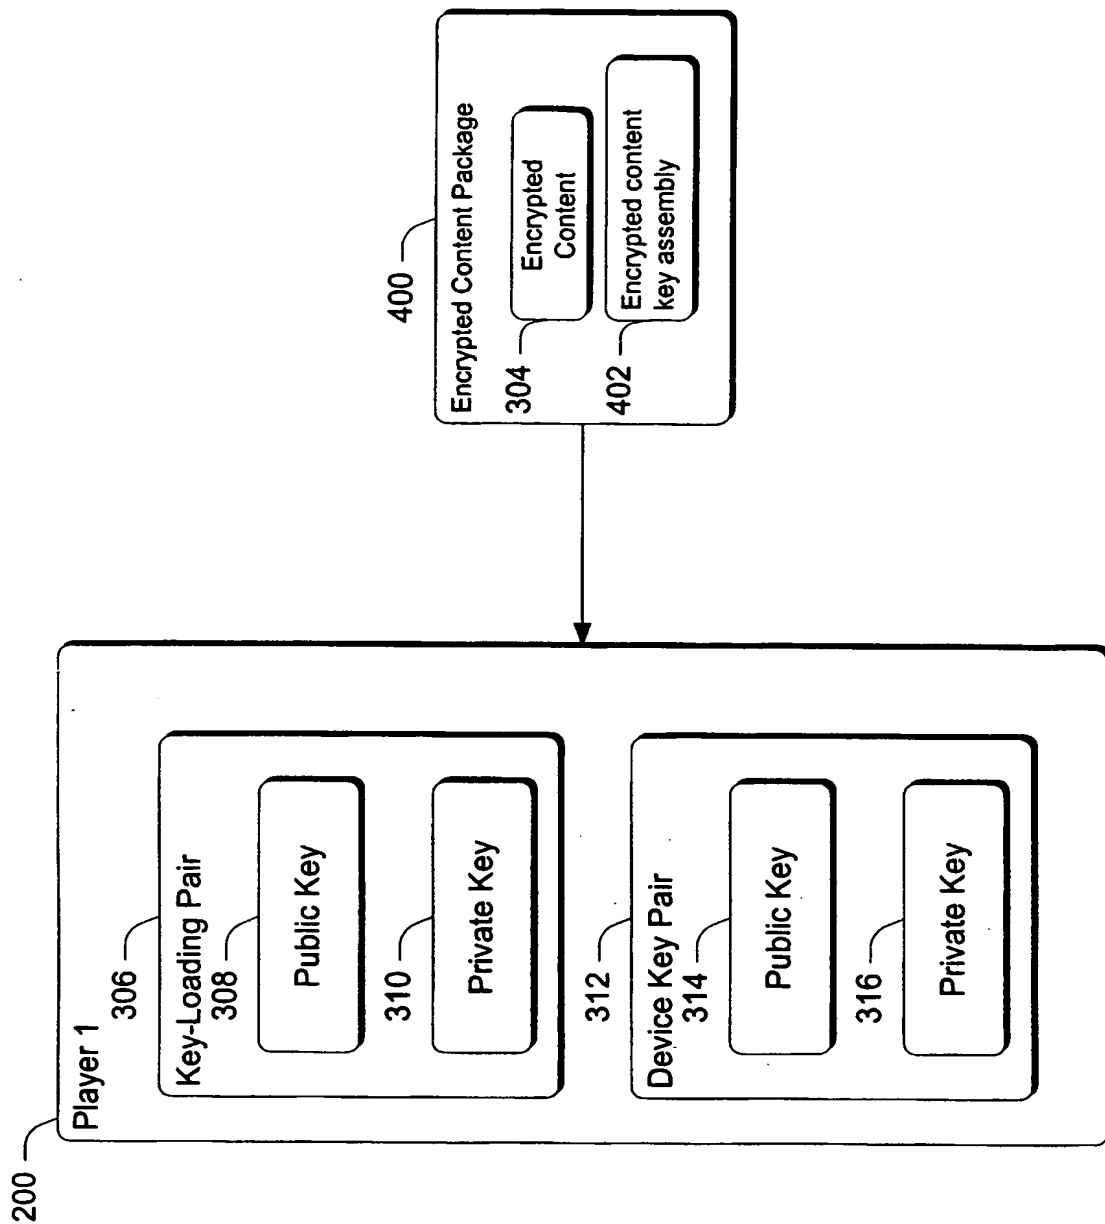 200
Player 1
306
Key-Loading Pair
308
Public Key
310
Private Key
312
Device Key Pair
314
Public Key
316
Private Key
400
Encrypted Content Package
304
Encrypted
Content
402
Encrypted content
key assembly